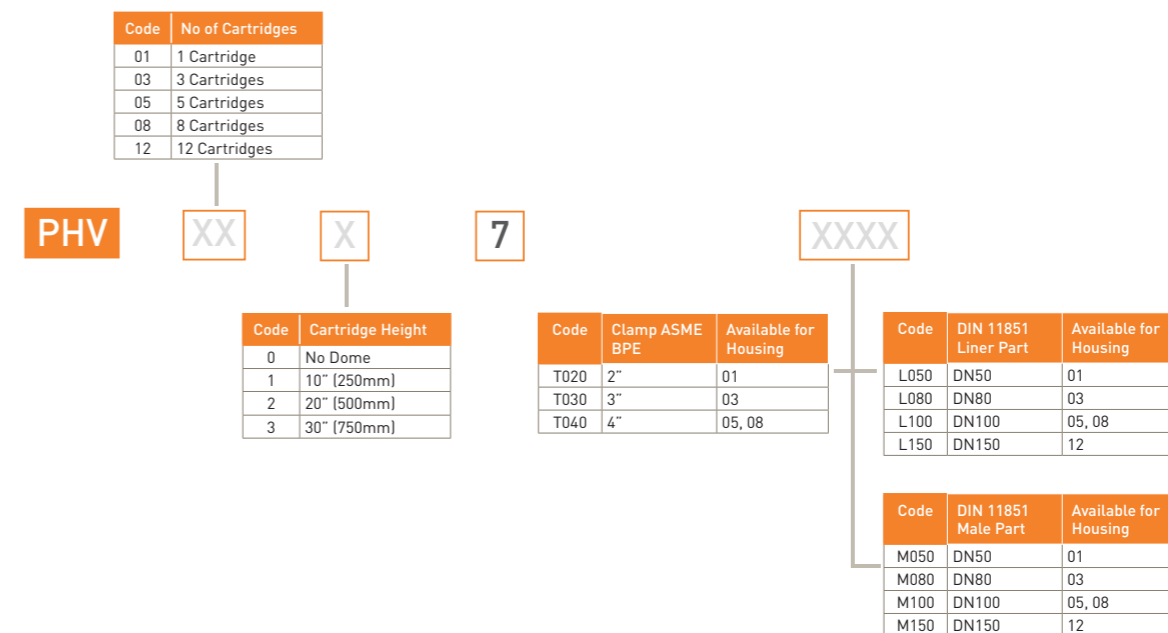 Code No of Cartridges
01 1 Cartridge
03 3 Cartridges
05 5 Cartridges
08 8 Cartridges
12 12 Cartridges
PHV XX X 7 XXXX
Code Cartridge Height
0 No Dome
1 10” (250mm)
2 20” (500mm)
3 30” (750mm)
Code Clamp ASME BPE Available for Housing
T020 2” 01
T030 3” 03
T040 4” 05, 08
Code DIN 11851 Liner Part Available for Housing
L050 DN50 01
L080 DN80 03
L100 DN100 05, 08
L150 DN150 12
Code DIN 11851 Male Part Available for Housing
M050 DN50 01
M080 DN80 03
M100 DN100 05, 08
M150 DN150 12